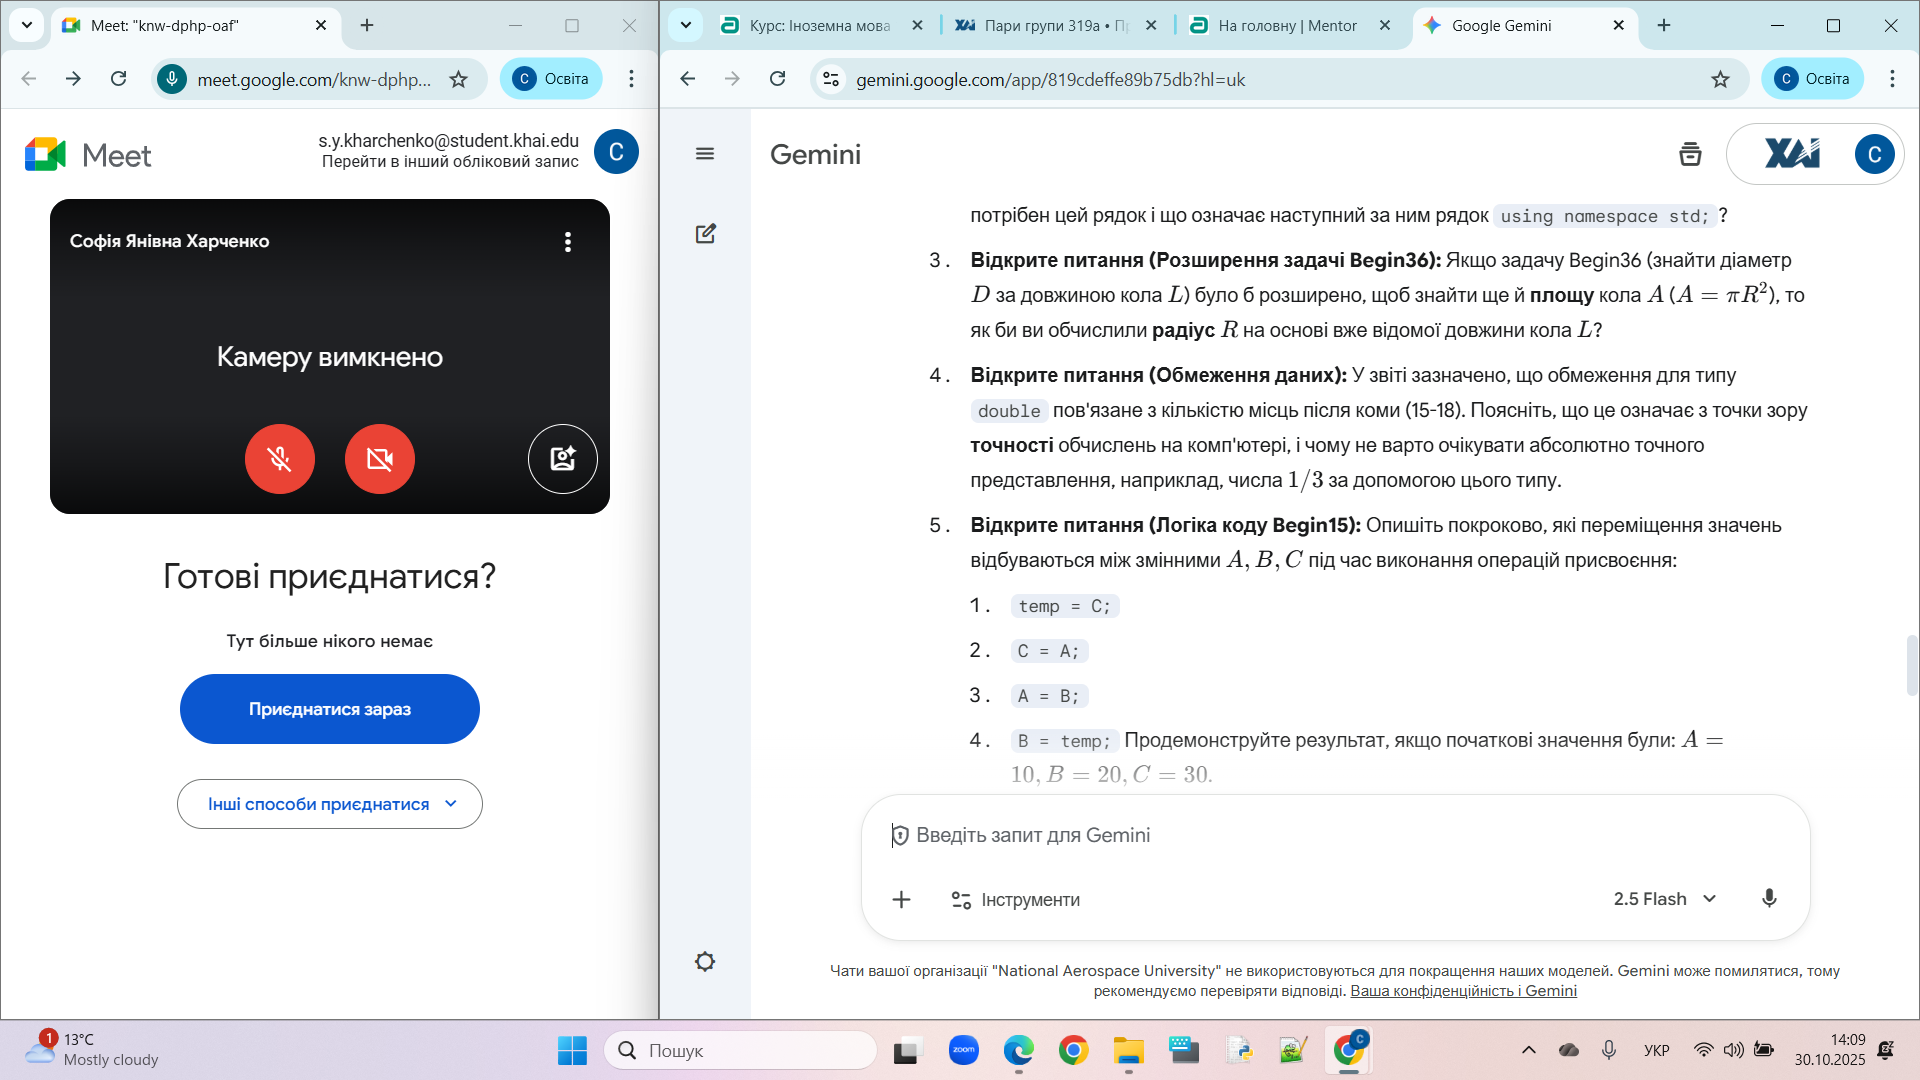 Meet: "knw-dphp-oaf"
meet.google.com/knw-dphp...
С
Освіта
Meet
s.y.kharchenko@student.khai.edu
Перейти в інший обліковий запис
С
Софія Янівна Харченко
Камеру вимкнено
Готові приєднатися?
Тут більше нікого немає
Приєднатися зараз
Інші способи приєднатися
Курс: Іноземна мова
Пари групи 319а • Пр
На головну | Mentor
Google Gemini
gemini.google.com/app/819cdeffe89b75db?hl=uk
С
Освіта
Gemini
ХАІ
С
потрібен цей рядок і що означає наступний за ним рядок using namespace std; ?
3. Відкрите питання (Розширення задачі Begin36): Якщо задачу Begin36 (знайти діаметр
D за довжиною кола L) було б розширено, щоб знайти ще й площу кола A (A = πR²), то
як би ви обчислили радіус R на основі вже відомої довжини кола L?
4. Відкрите питання (Обмеження даних): У звіті зазначено, що обмеження для типу
double пов'язане з кількістю місць після коми (15-18). Поясніть, що це означає з точки зору
точності обчислень на комп'ютері, і чому не варто очікувати абсолютно точного
представлення, наприклад, числа 1/3 за допомогою цього типу.
5. Відкрите питання (Логіка коду Begin15): Опишіть покроково, які переміщення значень
відбуваються між змінними A, B, C під час виконання операцій присвоєння:
1. temp = C;
2. C = A;
3. A = B;
4. B = temp; Продемонструйте результат, якщо початкові значення були: A =
10, B = 20, C = 30.
Введіть запит для Gemini
Інструменти
2.5 Flash
Чати вашої організації "National Aerospace University" не використовуються для покращення наших моделей. Gemini може помилятися, тому
рекомендуємо перевіряти відповіді. Ваша конфіденційність і Gemini
1
13°C
Mostly cloudy
Пошук
zoom
C
УКР
14:09
30.10.2025